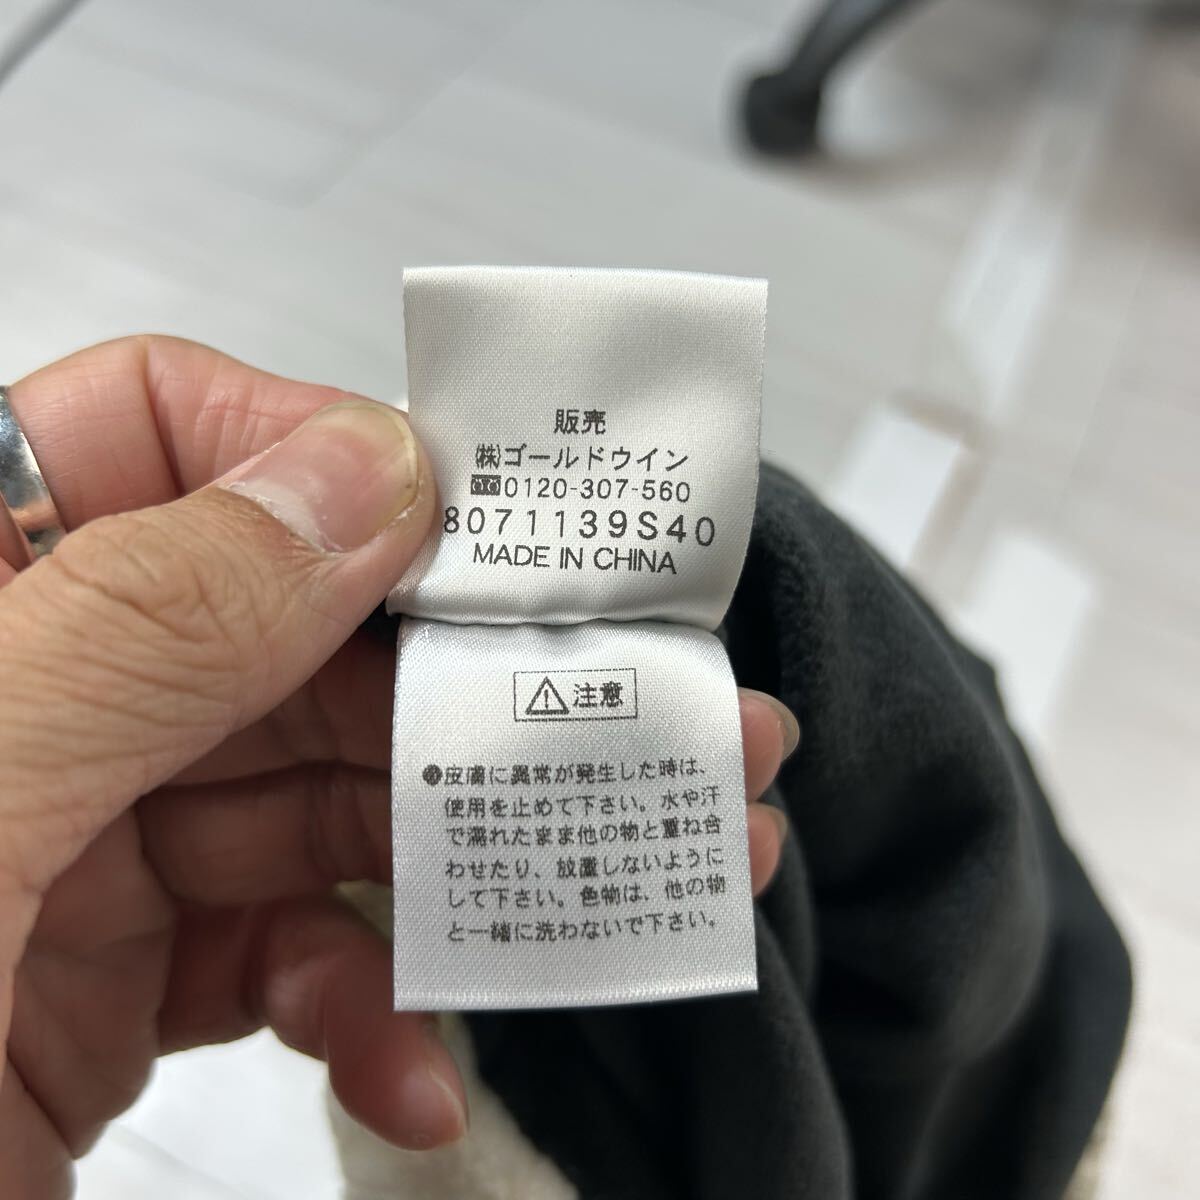 販売
㈱ゴールドウイン
0120-307-560
8071139S40
MADE IN CHINA
注意
●皮膚に異常が発生した時は、
使用を止めて下さい。水や汗
で濡れたまま他の物と重ね合
わせたり、放置しないように
して下さい。色物は、他の物
と一緒に洗わないで下さい。